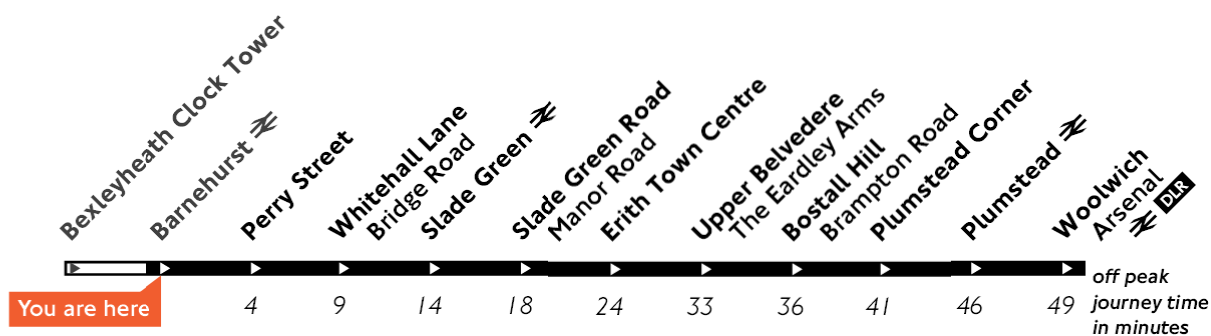 Bexleyheath Clock Tower
Barnehurst
Perry Street
Whitehall Lane
Bridge Road
Slade Green
Slade Green Road
Manor Road
Erith Town Centre
Upper Belvedere
The Eardley Arms
Bostall Hill
Brampton Road
Plumstead Corner
Plumstead
Woolwich
Arsenal
DLR
You are here
4 9 14 18 24 33 36 41 46 49
off peak
journey time
in minutes